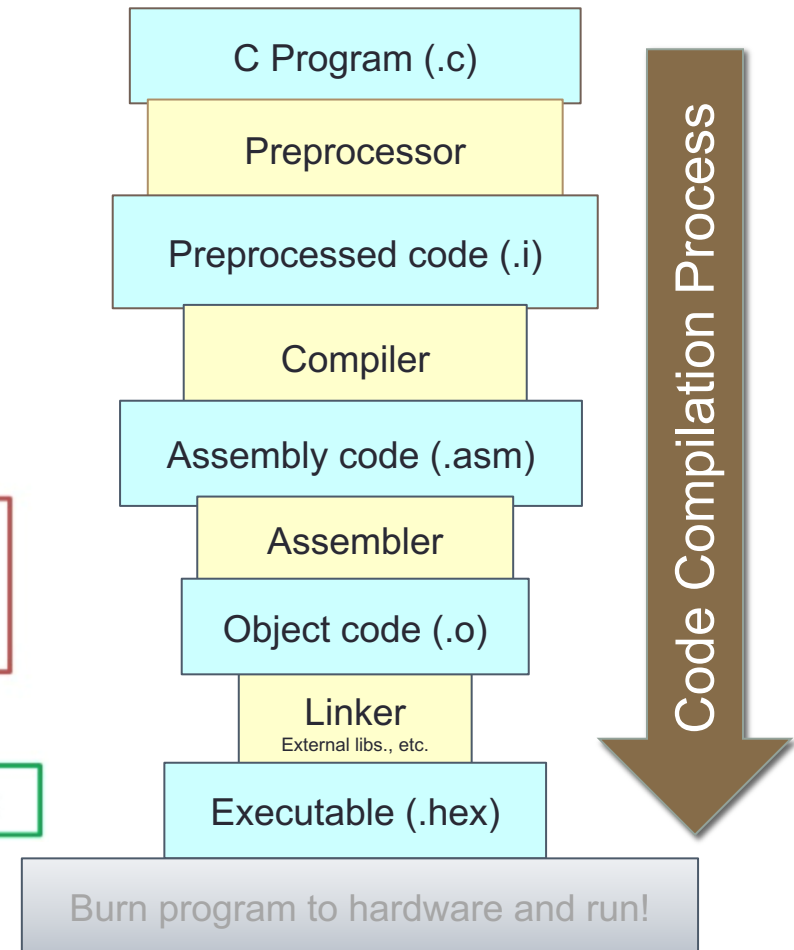 C Program (.c)
Preprocessor
Preprocessed code (.i)
Compiler
Assembly code (.asm)
Assembler
Object code (.o)
Linker
External libs., etc.
Executable (.hex)
Burn program to hardware and run!
Code Compilation Process